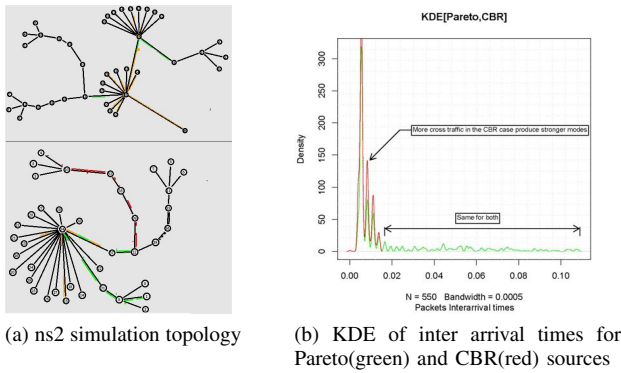 KDE[Pareto,CBR]
300
250
200
150
100
50
0
Density
More cross traffic in the CBR case produce stronger modes
Same for both
0.00 0.02 0.04 0.06 0.08 0.10
N = 550 Bandwidth = 0.0005
Packets Interarrival times
(a) ns2 simulation topology
(b) KDE of inter arrival times for
Pareto(green) and CBR(red) sources